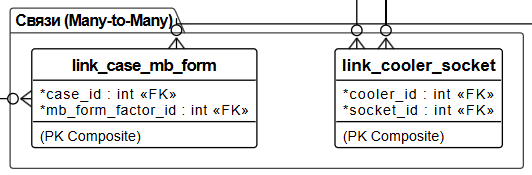 Связи (Many-to-Many)
link_case_mb_form
*case_id : int «FK»
*mb_form_factor_id : int «FK»
(PK Composite)
link_cooler_socket
*cooler_id : int «FK»
*socket_id : int «FK»
(PK Composite)